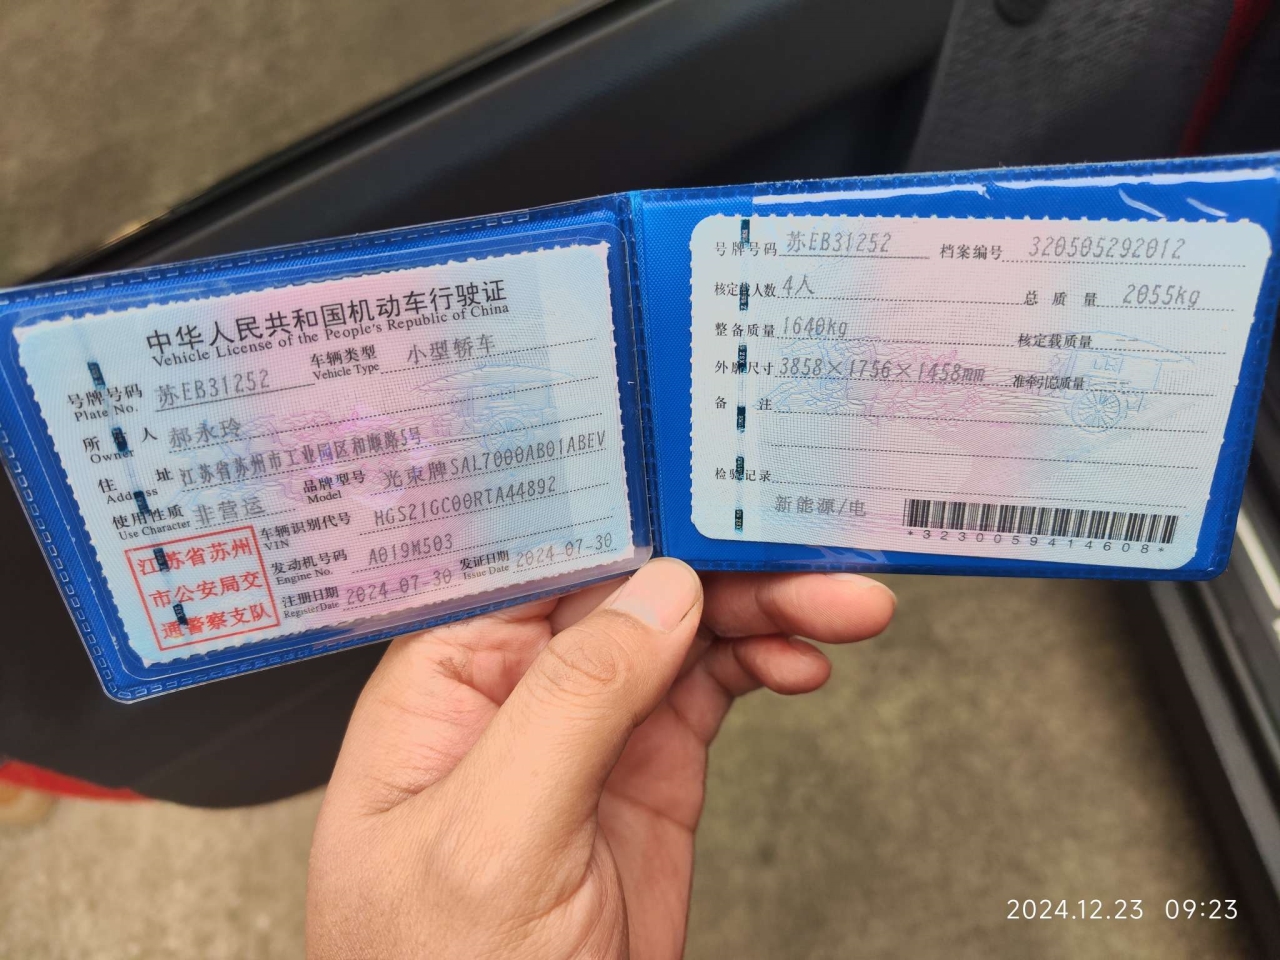 中华人民共和国机动车行驶证
Vehicle License of the People's Republic of China
号牌号码 苏EB31252 车辆类型 小型轿车
Plate No. Vehicle Type
所有人 郝永玲
Owner
住址 江苏省苏州市工业园区和顺路5号
Address
使用性质 非营运 品牌型号 光束牌SAL7000AB01ABEV
Use Character Model
车辆识别代号 HGS21GC00RTA44892
VIN
发动机号码 A019M503
Engine No.
注册日期 2024-07-30 发证日期 2024-07-30
Register Date Issue Date
江苏省苏州
市公安局交
通警察支队
号牌号码 苏EB31252 档案编号 320505292012
核定载人数 4人 总质量 2055kg
整备质量 1640kg 核定载质量
外廓尺寸 3858×1756×1458mm 准牵引总质量
备注
检验记录
新能源/电
*3230059414608*
2024.12.23 09:23